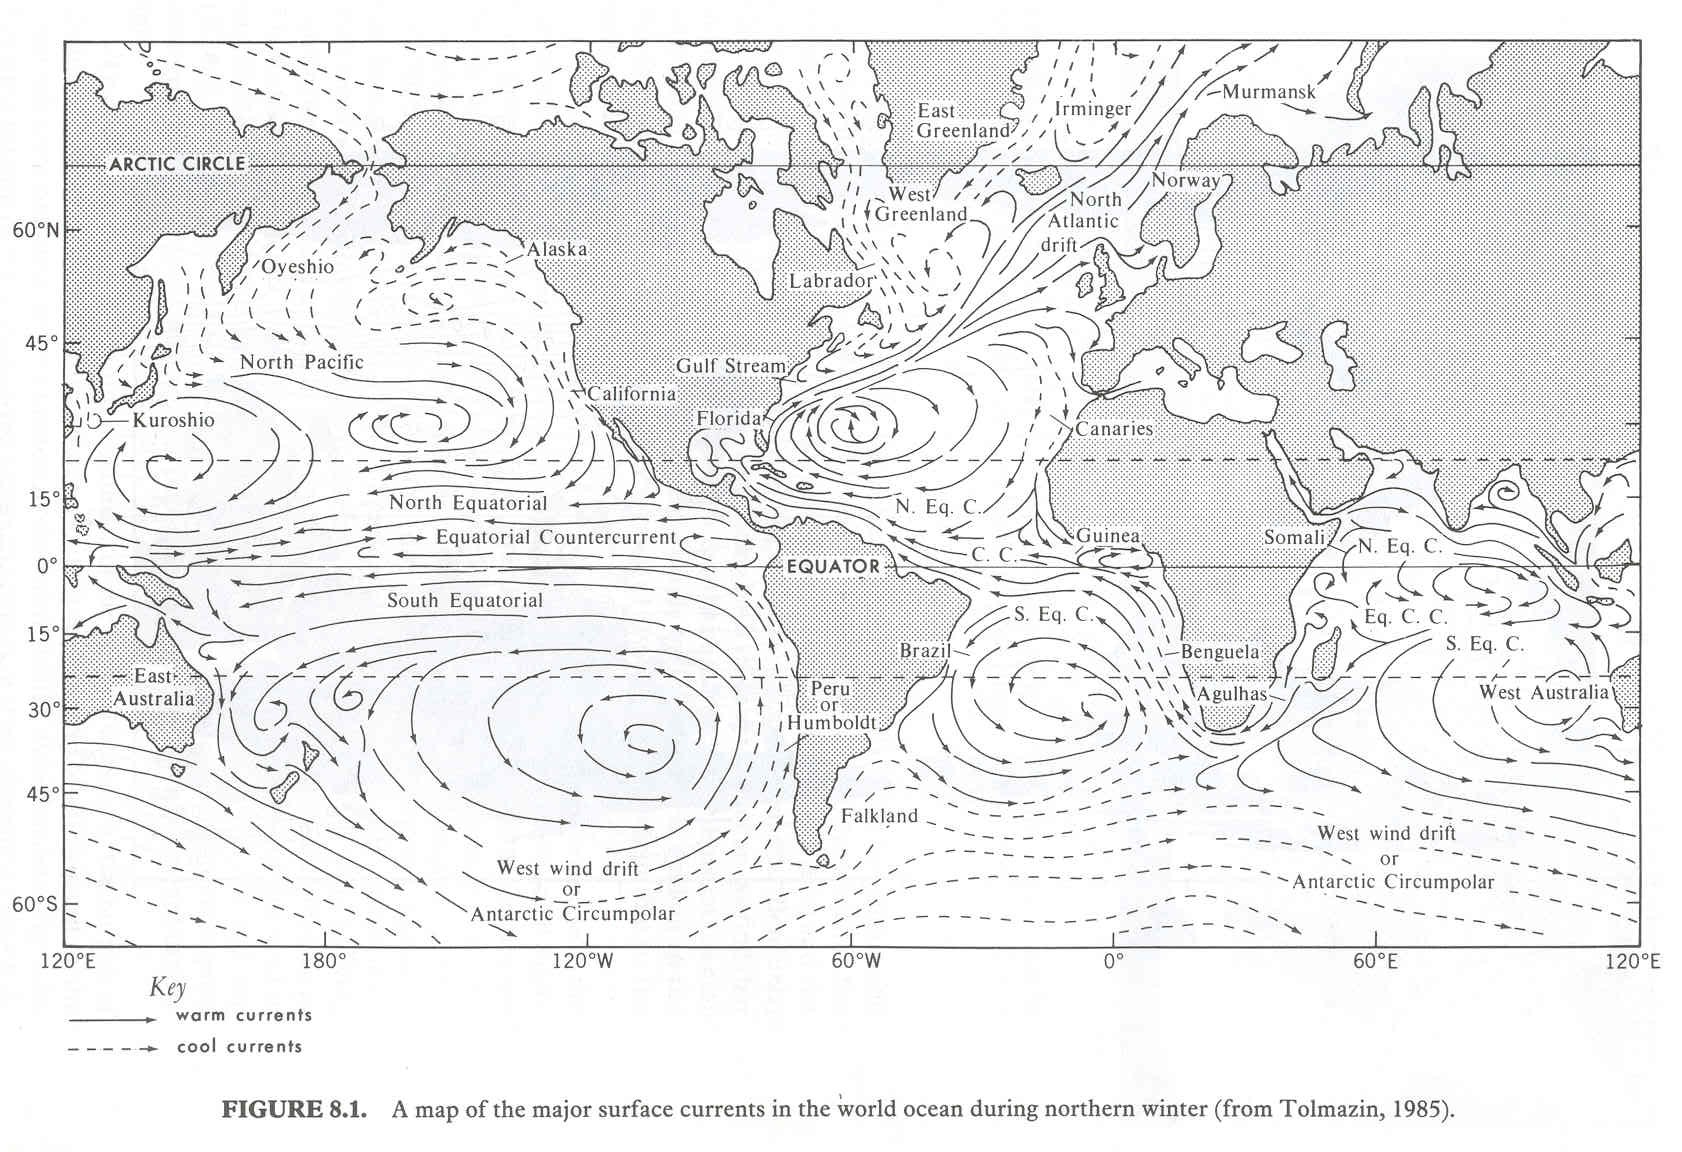 Murmansk
East
Greenland
Irminger
ARCTIC CIRCLE
Norway
West
Greenland
North
Atlantic
drift
60°N
Alaska
Oyeshio
Labrador
45°
North Pacific
Gulf Stream
California
Florida
Kuroshio
Canaries
15°
North Equatorial
N. Eq. C.
Equatorial Countercurrent
Guinea
Somali
N. Eq. C.
C. C.
0°
EQUATOR
South Equatorial
S. Eq. C.
Eq. C. C.
15°
Brazil
Benguela
S. Eq. C.
East
Australia
Peru
or
Humboldt
Agulhas
West Australia
30°
45°
Falkland
West wind drift
or
Antarctic Circumpolar
West wind drift
or
Antarctic Circumpolar
60°S
120°E 180° 120°W 60°W 0° 60°E 120°E
Key
warm currents
cool currents
FIGURE 8.1. A map of the major surface currents in the world ocean during northern winter (from Tolmazin, 1985).